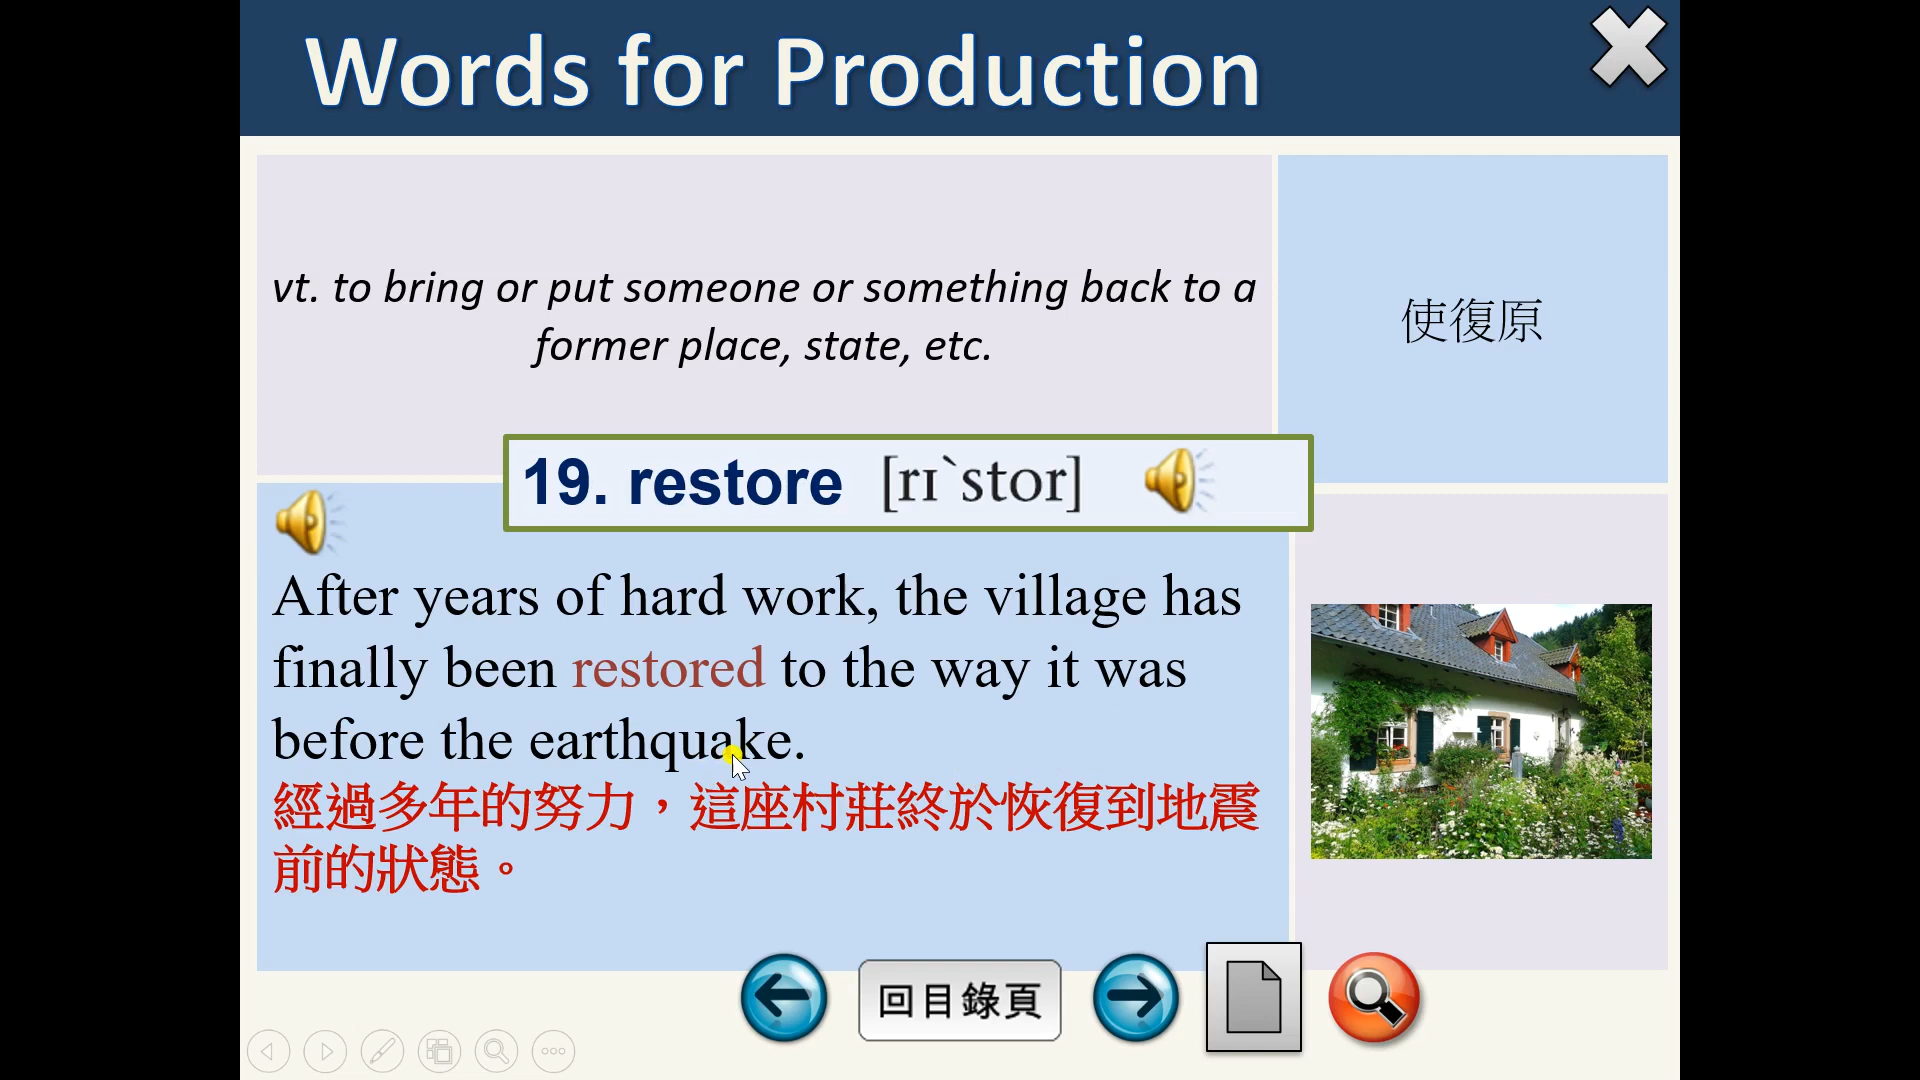 Words for Production
vt. to bring or put someone or something back to a
former place, state, etc.
使復原
19. restore [rɪˋstor]
After years of hard work, the village has
finally been restored to the way it was
before the earthquake.
經過多年的努力，這座村莊終於恢復到地震
前的狀態。
回目錄頁